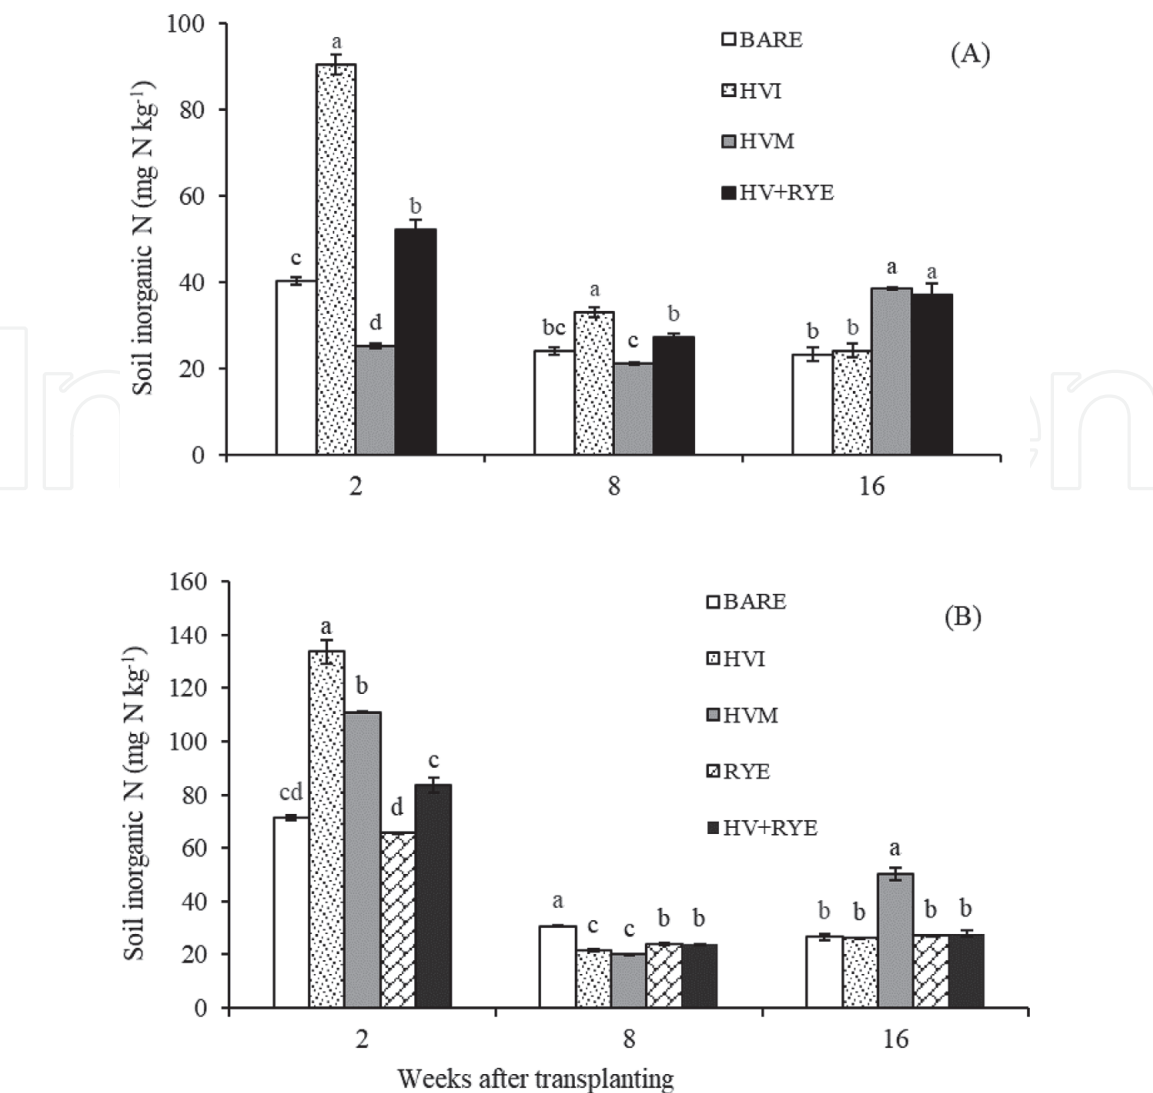 (A)
Soil inorganic N (mg N kg-1)
100
80
60
40
20
0
BARE
HVI
HVM
HV+RYE
c a d b
bc a c b
b b a a
2 8 16
(B)
Soil inorganic N (mg N kg-1)
160
140
120
100
80
60
40
20
0
BARE
HVI
HVM
RYE
HV+RYE
cd a b d c
a c c b b
b b a b b
2 8 16
Weeks after transplanting